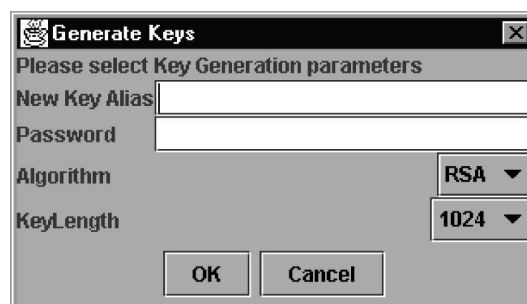 Generate Keys
Please select Key Generation parameters
New Key Alias
Password
Algorithm RSA
KeyLength 1024
OK Cancel